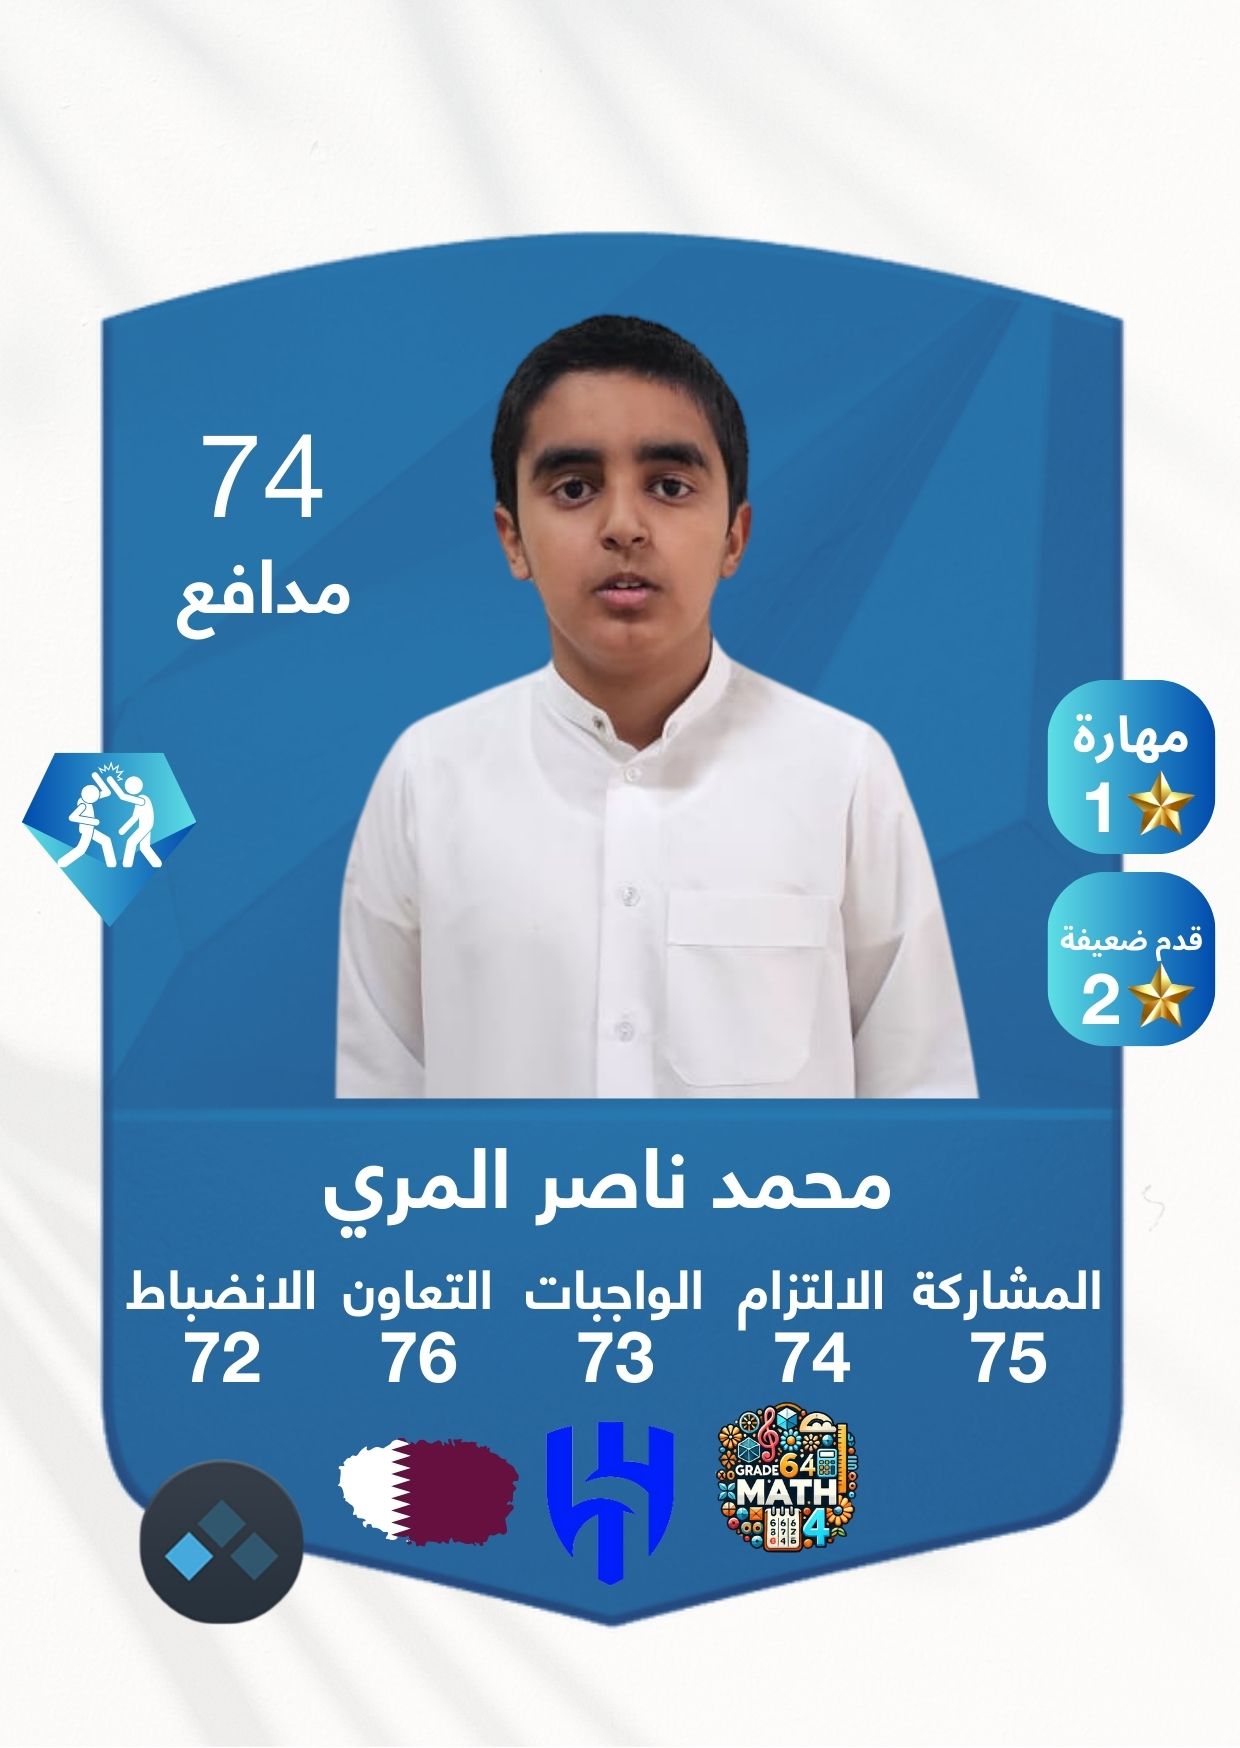 74
مدافع
مهارة
1
قدم ضعيفة
2
محمد ناصر المري
المشاركة الالتزام الواجبات التعاون الانضباط
75 74 73 76 72
GRADE 64
MATH
4